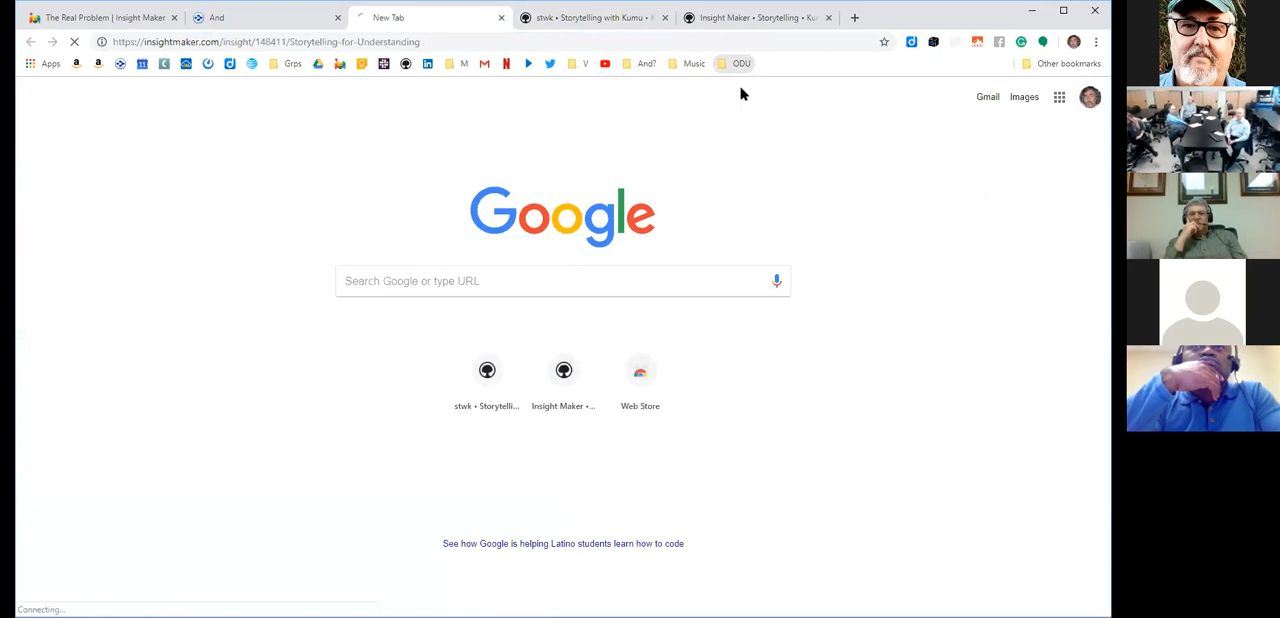 The Real Problem | Insight Maker
And
New Tab
stwk • Storytelling with Kumu • K
Insight Maker • Storytelling • Ku
https://insightmaker.com/insight/148411/Storytelling-for-Understanding
Apps
Grps
M
V
And?
Music
ODU
Other bookmarks
Gmail
Images
Google
Search Google or type URL
stwk • Storytelli...
Insight Maker •...
Web Store
See how Google is helping Latino students learn how to code
Connecting...